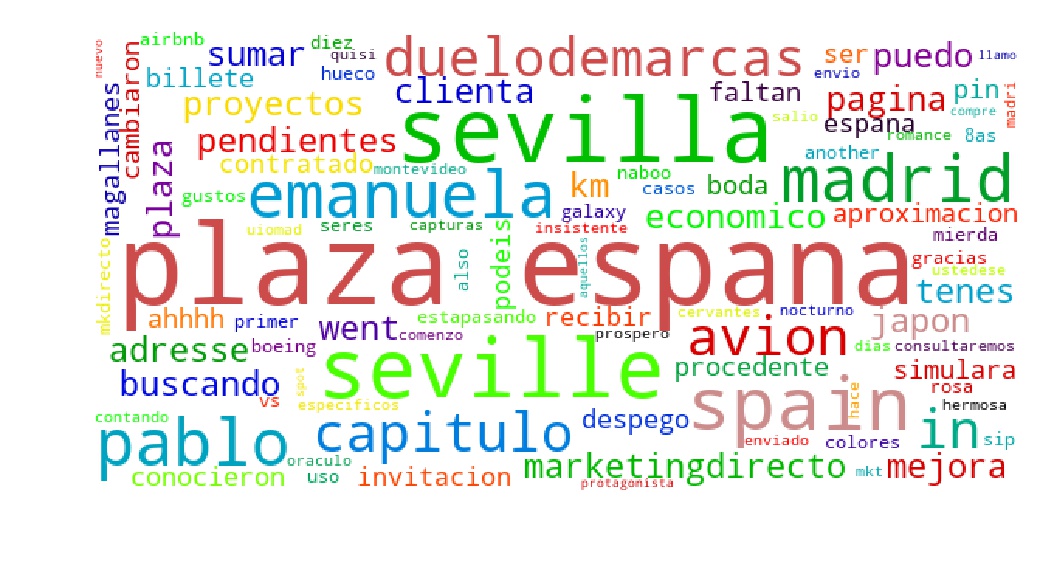 nuevo
airbnb
sumar
diez
quisi
duelodemarcas
ser
puedo
llamo
billete
hueco
envio
cambiaron
magallanes
proyectos
clienta
faltan
pagina
pin
compre
madri
salio
espana
romance
8as
pendientes
sevilla
another
plaza
contratado
montevideo
naboo
km
casos
boda
madrid
gustos
emanuela
galaxy
economico
aproximacion
uiomad
seres
capturas
insistente
mierda
mkdirecto
plaza espana
also
podeis
aquellos
gracias
ustedese
tenes
ahhhh
primer
went
estapasando
recibir
cervantes
nocturno
japon
comenzo
prospero
adresse
boeing
seville
avion
dias
consultaremos
procedente
simulara
buscando
vs
spot
especificos
spain
hace
rosa
hermosa
contando
pablo
capitulo
despego
in
sip
enviado
colores
oraculo
conocieron
uso
invitacion
marketingdirecto
mkt
mejora
protagonista